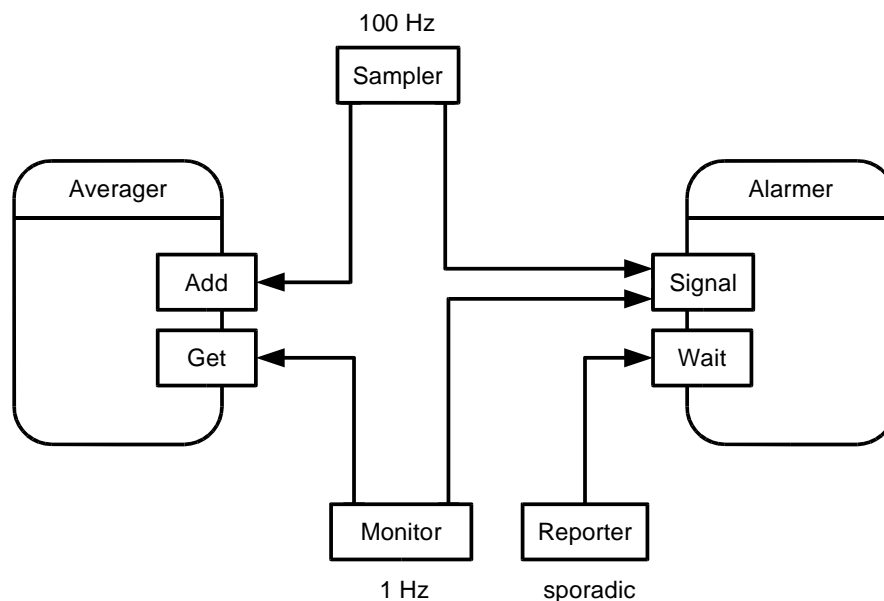 100 Hz
Sampler
Averager
Alarmer
Add
Signal
Get
Wait
Monitor
Reporter
1 Hz
sporadic